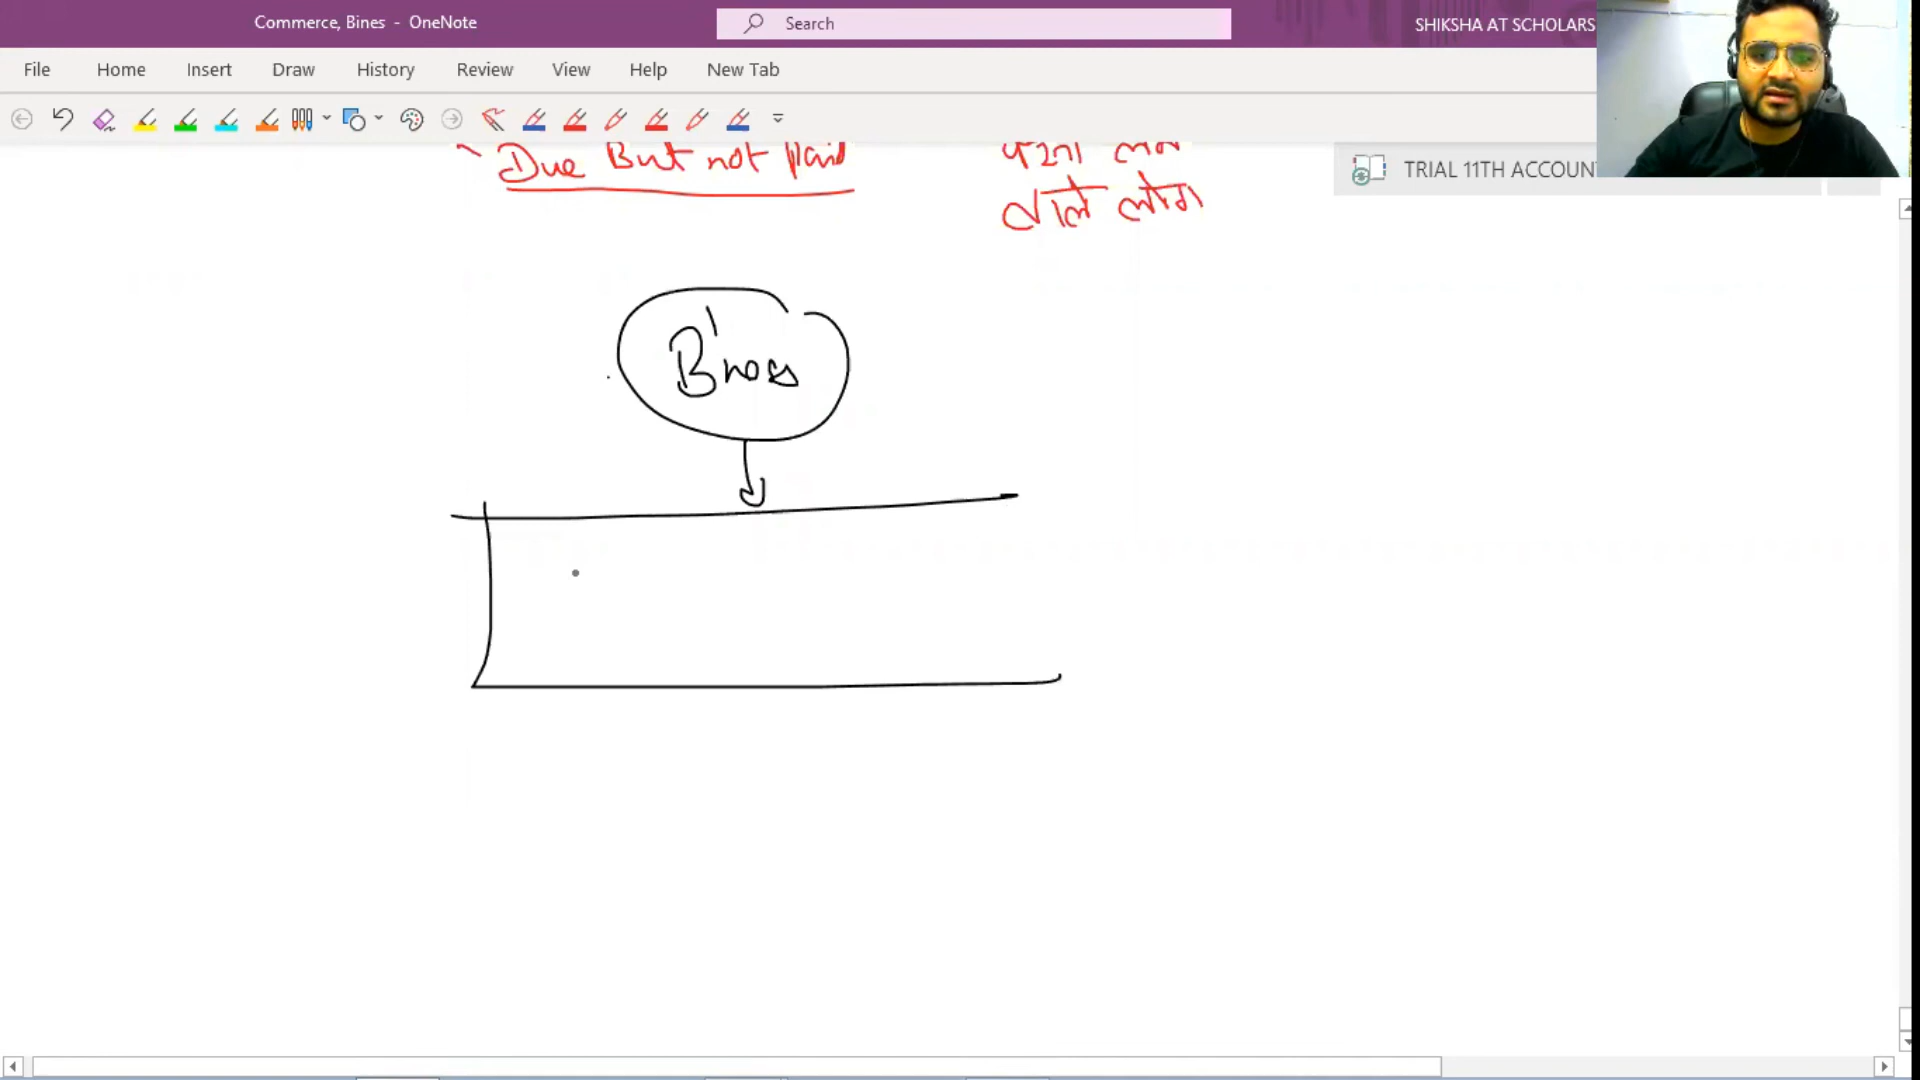 Commerce, Bines - OneNote
Search
SHIKSHA AT SCHOLARS
File Home Insert Draw History Review View Help New Tab
TRIAL 11TH ACCOUN
Due But not Paid
B'ness